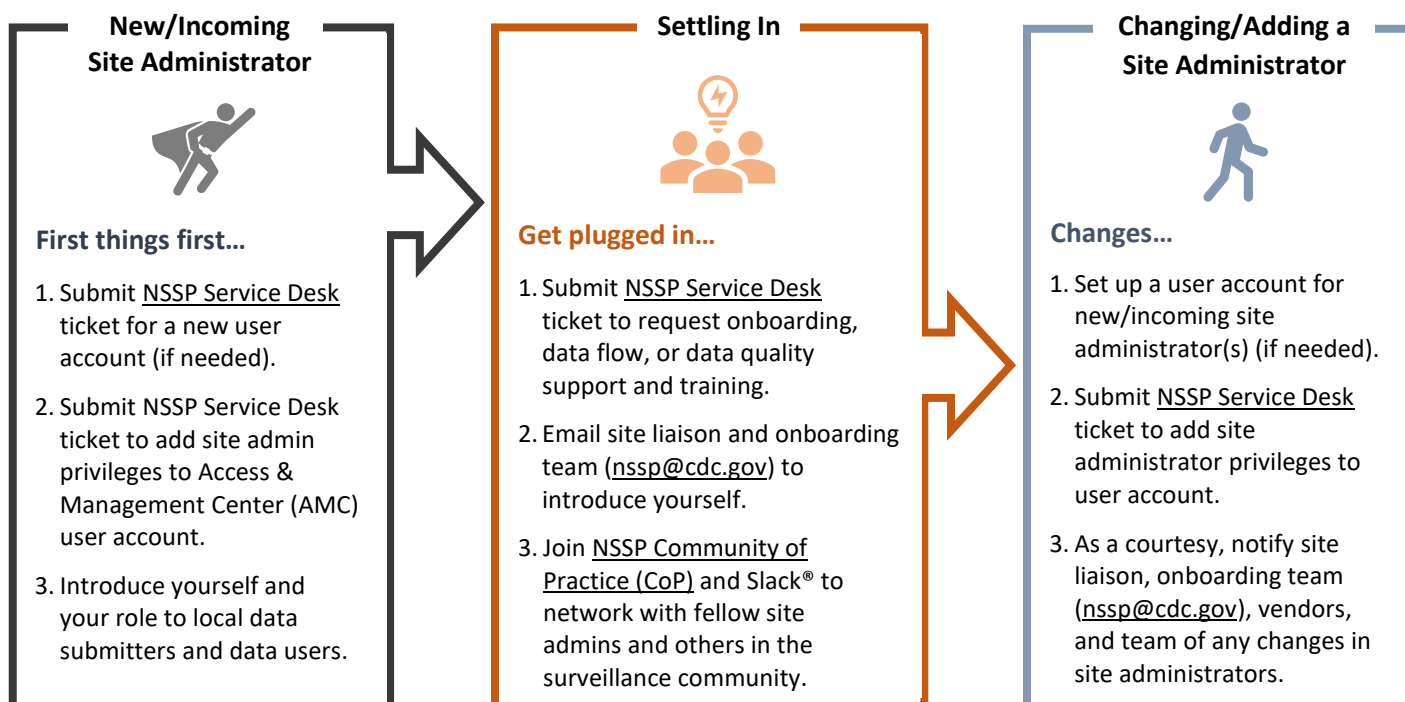 New/Incoming
Site Administrator
First things first…
1. Submit NSSP Service Desk
ticket for a new user
account (if needed).
2. Submit NSSP Service Desk
ticket to add site admin
privileges to Access &
Management Center (AMC)
user account.
3. Introduce yourself and
your role to local data
submitters and data users.
Settling In
Get plugged in…
1. Submit NSSP Service Desk
ticket to request onboarding,
data flow, or data quality
support and training.
2. Email site liaison and onboarding
team (nssp@cdc.gov) to
introduce yourself.
3. Join NSSP Community of
Practice (CoP) and Slack® to
network with fellow site
admins and others in the
surveillance community.
Changing/Adding a
Site Administrator
Changes…
1. Set up a user account for
new/incoming site
administrator(s) (if needed).
2. Submit NSSP Service Desk
ticket to add site
administrator privileges to
user account.
3. As a courtesy, notify site
liaison, onboarding team
(nssp@cdc.gov), vendors,
and team of any changes in
site administrators.